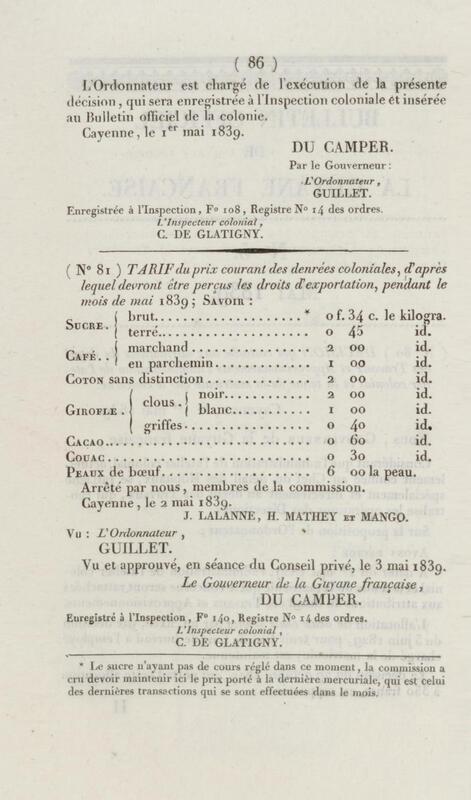 ( 86 )
L'Ordonnateur est chargé de l'exécution de la présente
décision, qui sera enregistrée à l'Inspection coloniale et insérée
au Bulletin officiel de la colonie.
Cayenne, le 1er mai 1839.
DU CAMPER.
Par le Gouverneur :
L'Ordonnateur,
GUILLET.
Enregistrée à l'Inspection, F° 108, Registre N° 14 des ordres.
L'Inspecteur colonial,
C. DE GLATIGNY.
( N° 81 ) TARIF du prix courant des denrées coloniales, d'après
lequel devront être perçus les droits d'exportation, pendant le
mois de mai 1839; SAVOIR :
SUCRE. { brut.................... * 0 f. 34 c. le kilogra.
terré.................... 0 45 id.
CAFÉ. . { marchand................ 2 00 id.
en parchemin.............. 1 00 id.
COTON sans distinction................ 2 00 id.
GIROFLE. { clous. { noir............ 2 00 id.
blanc........... 1 00 id.
griffes................. 0 40 id.
CACAO.............................. 0 60 id.
COUAC.............................. 0 30 id.
PEAUX de bœuf...................... 6 00 la peau.
Arrêté par nous, membres de la commission.
Cayenne, le 2 mai 1839.
J. LALANNE, H. MATHEY ET MANGO.
Vu : L'Ordonnateur,
GUILLET.
Vu et approuvé, en séance du Conseil privé, le 3 mai 1839.
Le Gouverneur de la Guyane française,
DU CAMPER.
Enregistré à l'Inspection, F° 140, Registre N° 14 des ordres.
L'Inspecteur colonial,
C. DE GLATIGNY.
* Le sucre n'ayant pas de cours réglé dans ce moment, la commission a
cru devoir maintenir ici le prix porté à la dernière mercuriale, qui est celui
des dernières transactions qui se sont effectuées dans le mois.